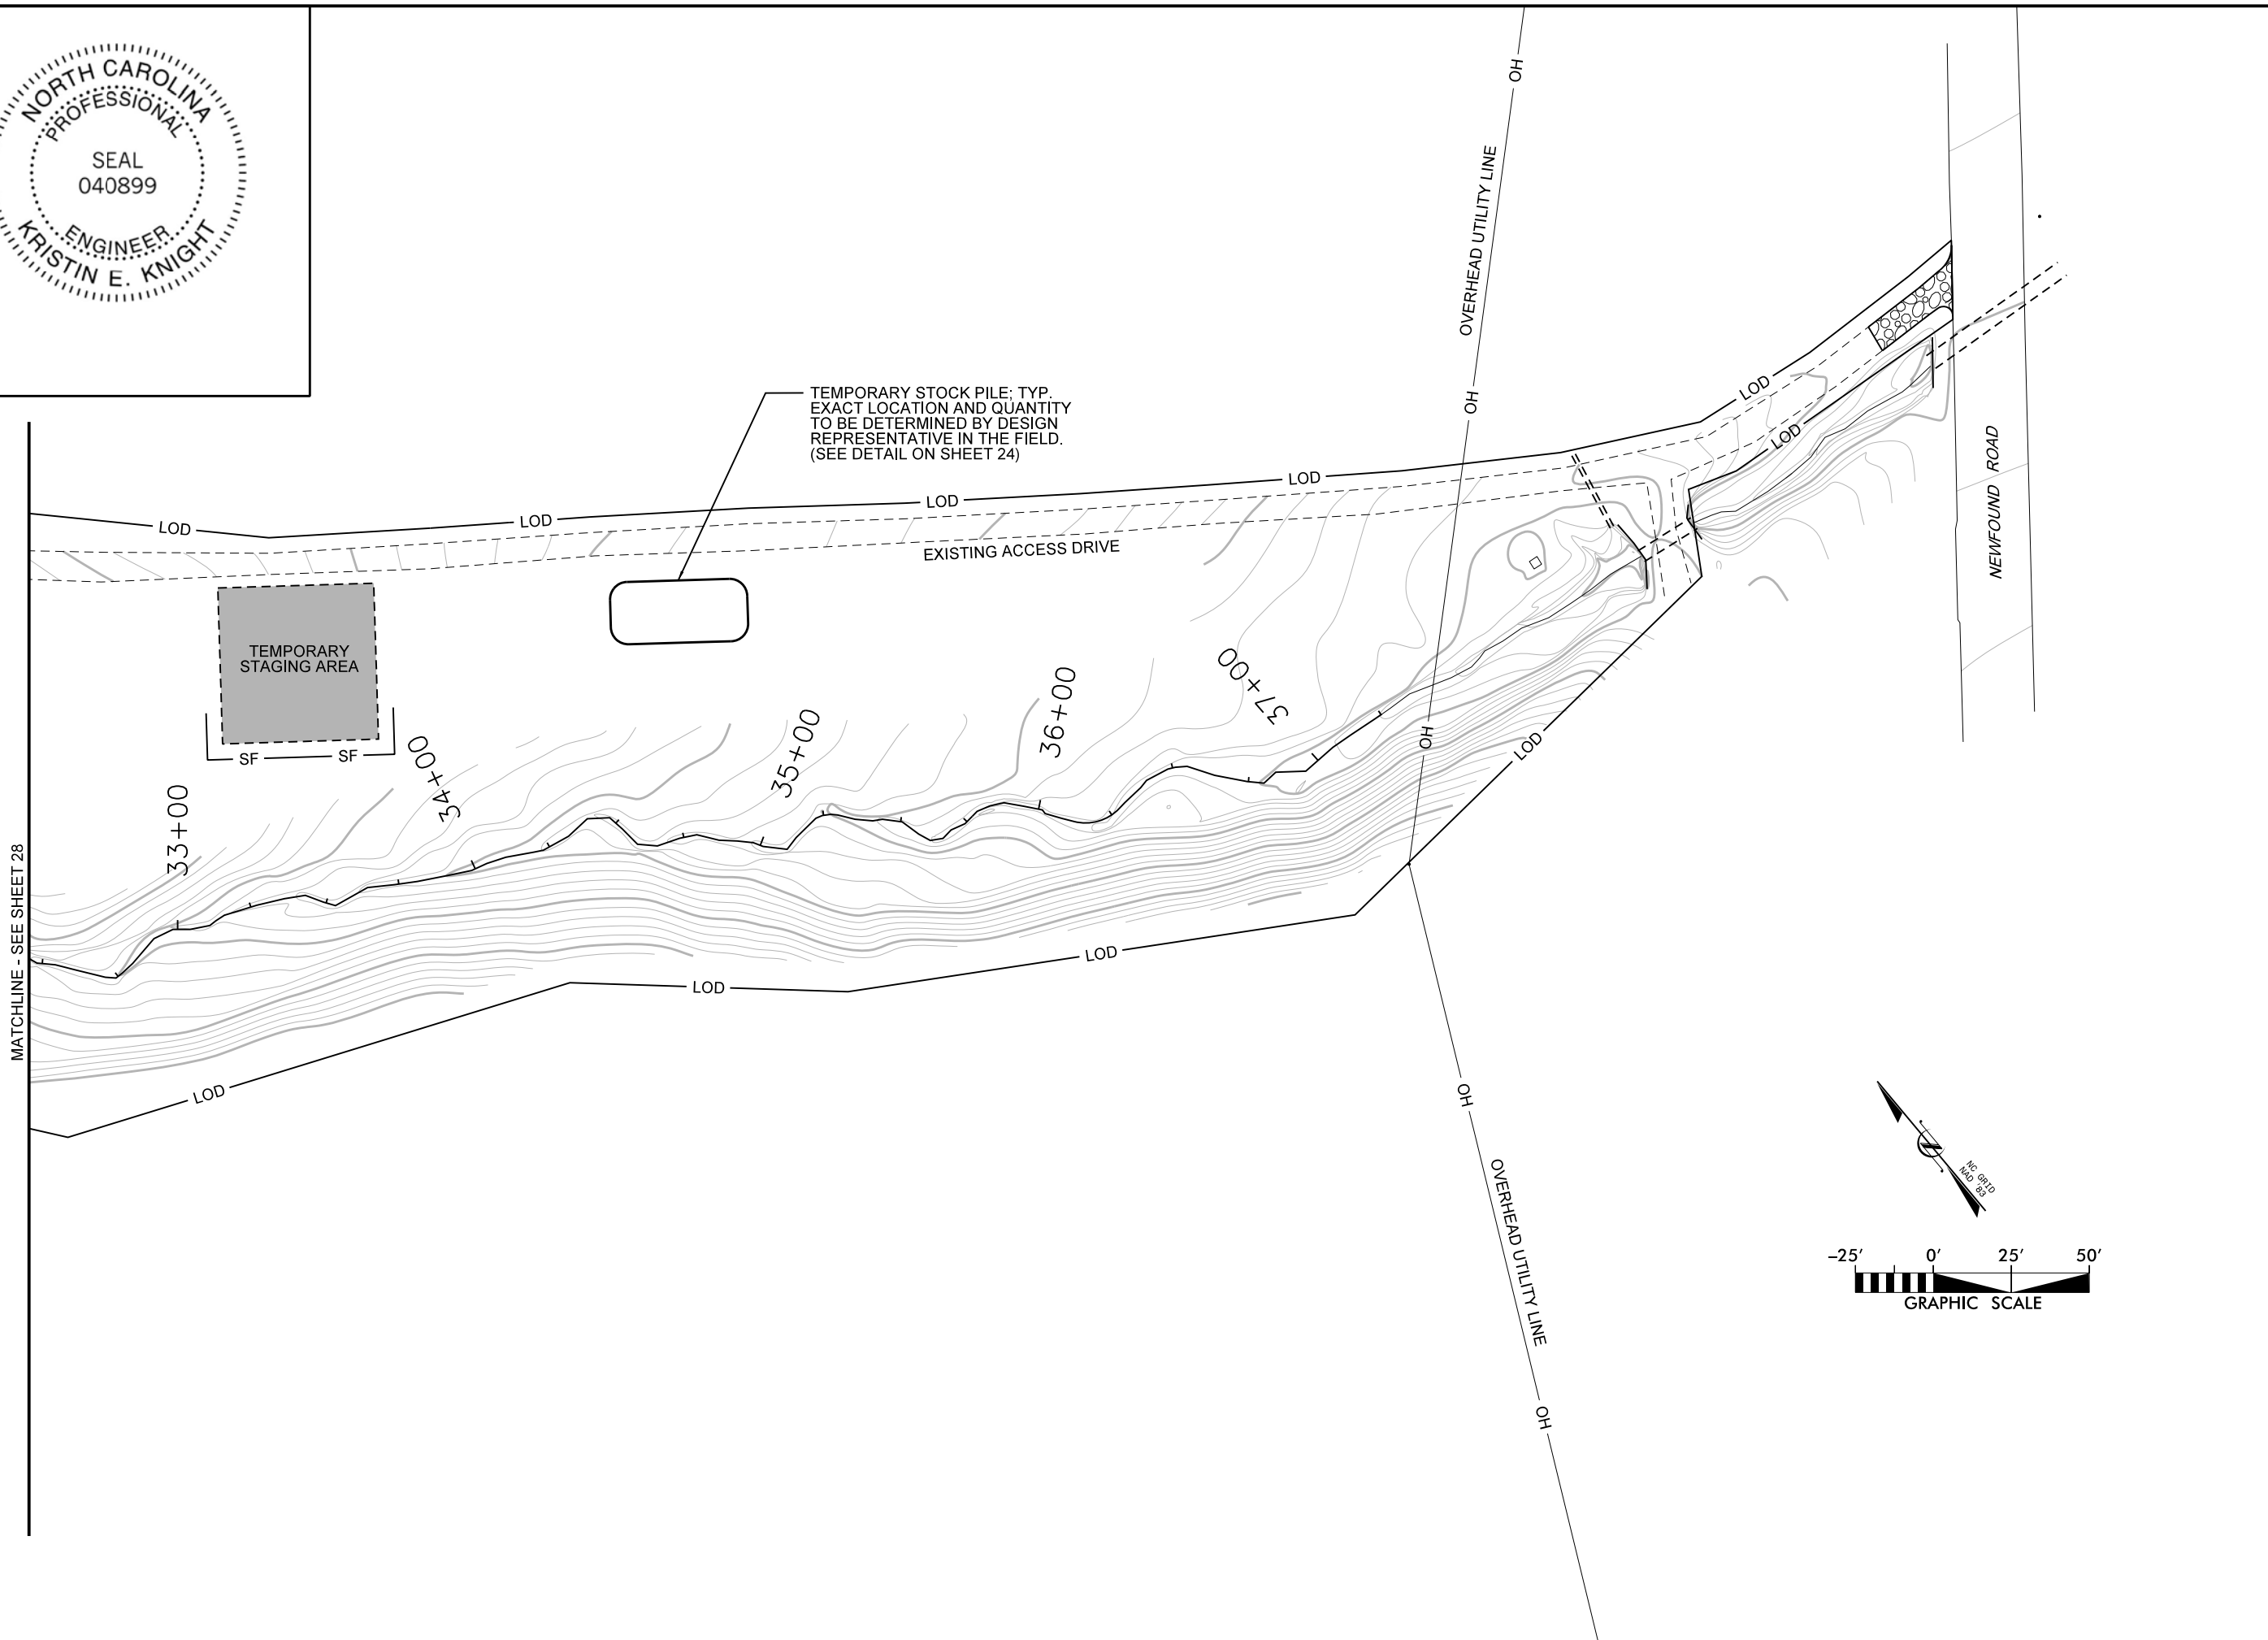 NORTH CAROLINA
PROFESSIONAL
SEAL
040899
ENGINEER
KRISTIN E. KNIGHT
OH
OVERHEAD UTILITY LINE
OH
TEMPORARY STOCK PILE; TYP.
EXACT LOCATION AND QUANTITY
TO BE DETERMINED BY DESIGN
REPRESENTATIVE IN THE FIELD.
(SEE DETAIL ON SHEET 24)
LOD
LOD
LOD
LOD
LOD
LOD
NEWFOUND ROAD
EXISTING ACCESS DRIVE
TEMPORARY
STAGING AREA
SF
SF
33+00
34+00
35+00
36+00
37+00
OH
LOD
MATCHLINE - SEE SHEET 28
LOD
LOD
LOD
OH
OVERHEAD UTILITY LINE
OH
NC GRID
NAD '83
-25' 0' 25' 50'
GRAPHIC SCALE